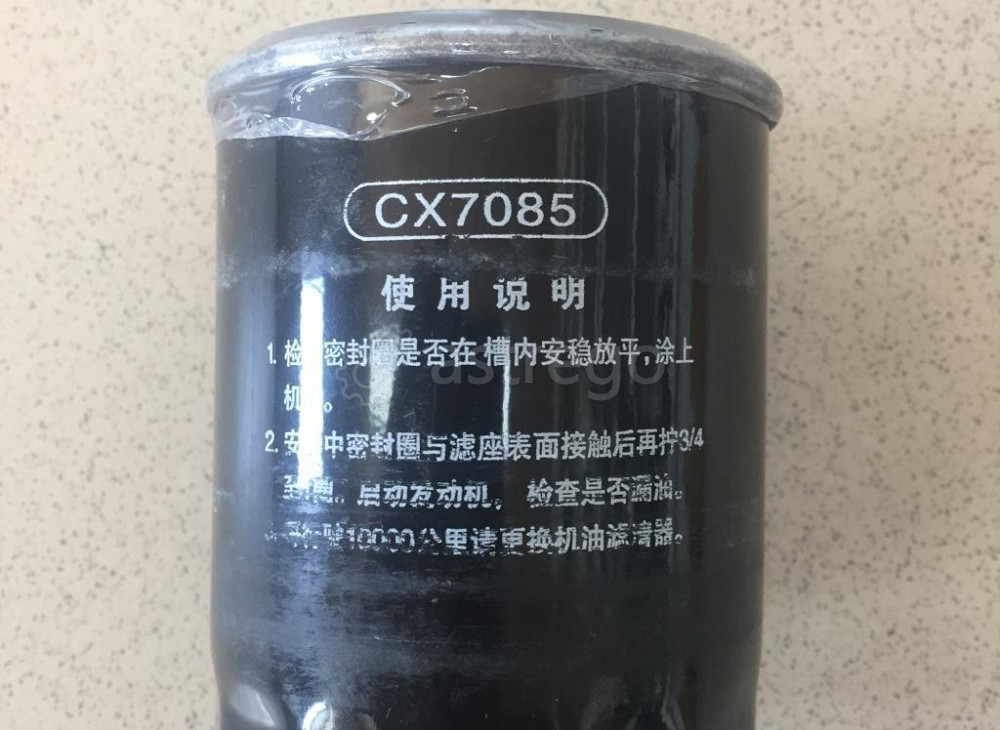 CX7085
使用说明
1. 检 密封圈是否在槽内安稳放平，涂上
机 。
2. 安 中密封圈与滤座表面接触后再拧3/4
圈。启动发动机，检查是否漏油。
10000公里请更换机油滤清器。
astrego